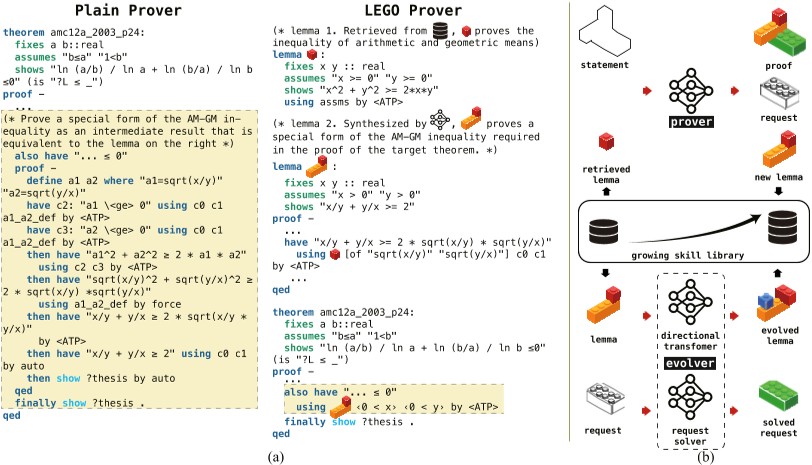 Plain Prover
theorem amc12a_2003_p24:
fixes a b::real
assumes "b≤a" "1<b"
shows "ln (a/b) / ln a + ln (b/a) / ln b
≤0" (is "?L ≤ _")
proof -
...
(* Prove a special form of the AM-GM in-
equality as an intermediate result that is
equivalent to the lemma on the right *)
also have "... ≤ 0"
proof -
define a1 a2 where "a1=sqrt(x/y)"
"a2=sqrt(y/x)"
have c2: "a1 \<ge> 0" using c0 c1
a1_a2_def by <ATP>
have c3: "a2 \<ge> 0" using c0 c1
a1_a2_def by <ATP>
then have "a1^2 + a2^2 ≥ 2 * a1 * a2"
using c2 c3 by <ATP>
then have "sqrt(x/y)^2 + sqrt(y/x)^2 ≥
2 * sqrt(x/y) *sqrt(y/x)"
using a1_a2_def by force
then have "x/y + y/x ≥ 2 * sqrt(x/y *
y/x)"
by <ATP>
then have "x/y + y/x ≥ 2" using c0 c1
by auto
then show ?thesis by auto
qed
finally show ?thesis .
qed
LEGO Prover
(* lemma 1. Retrieved from , proves the
inequality of arithmetic and geometric means)
lemma :
fixes x y :: real
assumes "x >= 0" "y >= 0"
shows "x^2 + y^2 >= 2*x*y"
using assms by <ATP>
(* lemma 2. Synthesized by , proves a
special form of the AM-GM inequality required
in the proof of the target theorem. *)
lemma :
fixes x y :: real
assumes "x > 0" "y > 0"
shows "x/y + y/x >= 2"
proof -
...
have "x/y + y/x >= 2 * sqrt(x/y) * sqrt(y/x)"
using [of "sqrt(x/y)" "sqrt(y/x)"] c0 c1
by <ATP>
...
qed
theorem amc12a_2003_p24:
fixes a b::real
assumes "b≤a" "1<b"
shows "ln (a/b) / ln a + ln (b/a) / ln b ≤0"
(is "?L ≤ _")
proof -
...
also have "... ≤ 0"
using ‹0 < x› ‹0 < y› by <ATP>
finally show ?thesis .
qed
(a)
statement
proof
prover
request
retrieved
lemma
new lemma
growing skill library
lemma
directional
transfomer
evolved
lemma
evolver
request
request
solver
solved
request
(b)